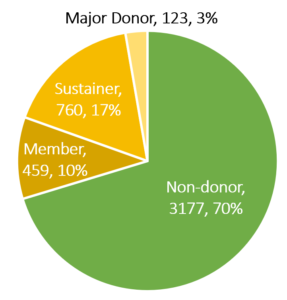 Major Donor, 123, 3%
Sustainer,
760, 17%
Member,
459, 10%
Non-donor,
3177, 70%